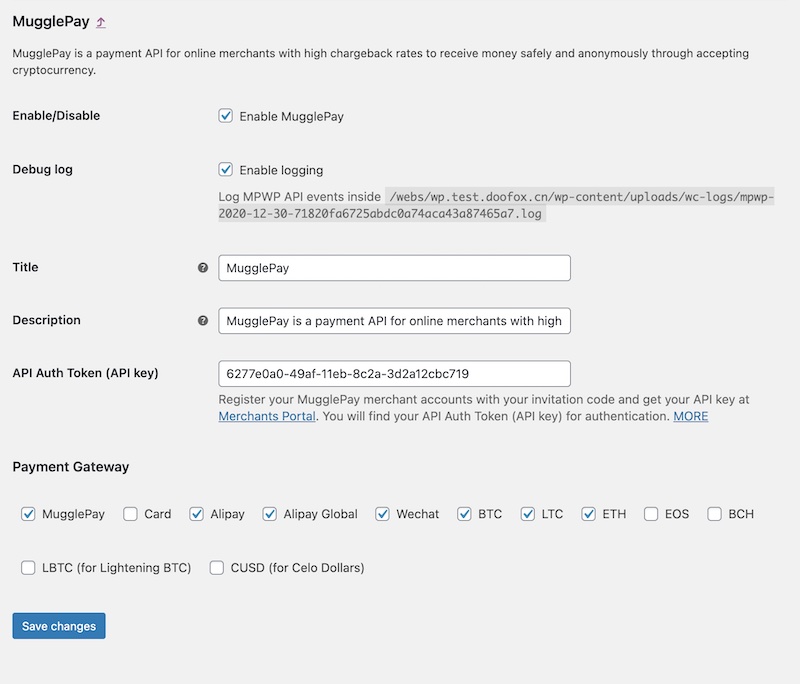 MugglePay ⤴
MugglePay is a payment API for online merchants with high chargeback rates to receive money safely and anonymously through accepting
cryptocurrency.
Enable/Disable
Enable MugglePay
Debug log
Enable logging
Log MPWP API events inside /webs/wp.test.doofox.cn/wp-content/uploads/wc-logs/mpwp-
2020-12-30-71820fa6725abdc0a74aca43a87465a7.log
Title ? MugglePay
Description ? MugglePay is a payment API for online merchants with high
API Auth Token (API key) 6277e0a0-49af-11eb-8c2a-3d2a12cbc719
Register your MugglePay merchant accounts with your invitation code and get your API key at
Merchants Portal. You will find your API Auth Token (API key) for authentication. MORE
Payment Gateway
MugglePay Card Alipay Alipay Global Wechat BTC LTC ETH EOS BCH
LBTC (for Lightening BTC) CUSD (for Celo Dollars)
Save changes